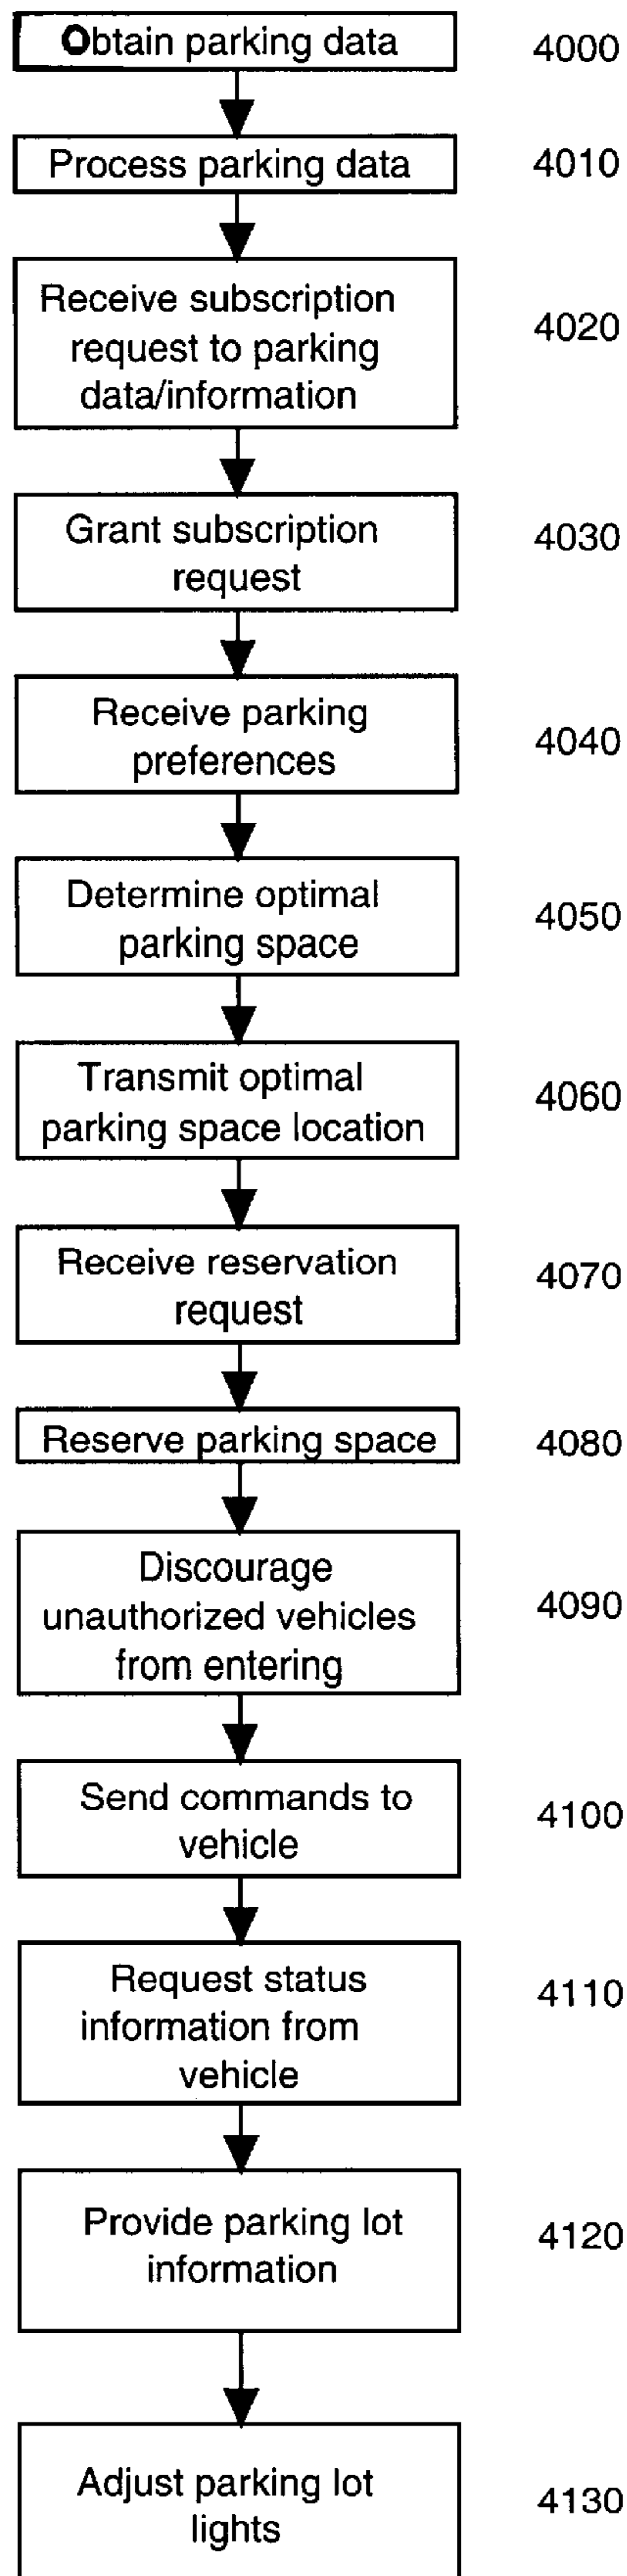 Obtain parking data 4000
Process parking data 4010
Receive subscription
request to parking 4020
data/information
Grant subscription 4030
request
Receive parking
preferences 4040
Determine optimal 4050
parking space
Transmit optimal 4060
parking space location
Receive reservation 4070
request
Reserve parking space 4080
Discourage
unauthorized vehicles 4090
from entering
Send commands to 4100
vehicle
Request status 4110
information from
vehicle
Provide parking lot 4120
information
Adjust parking lot 4130
lights